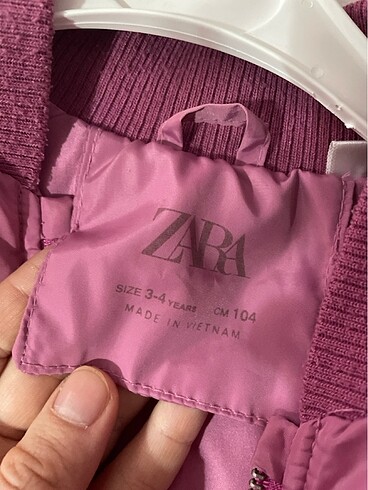 ZARA
SIZE 3-4 YEARS CM 104
MADE IN VIETNAM